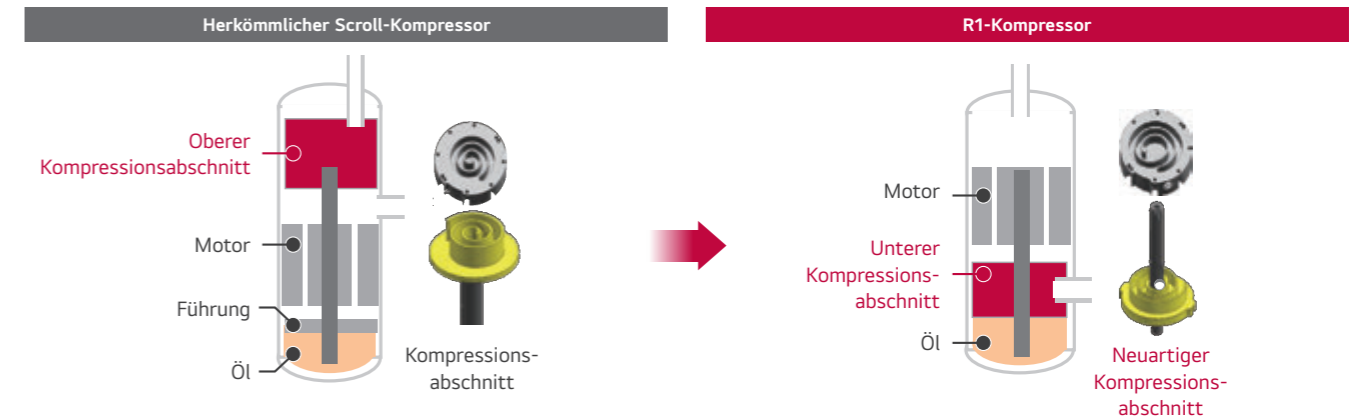 Herkömmlicher Scroll-Kompressor
Oberer
Kompressionsabschnitt
Motor
Führung
Öl
Kompressions-
abschnitt
R1-Kompressor
Motor
Unterer
Kompressions-
abschnitt
Öl
Neuartiger
Kompressions-
abschnitt